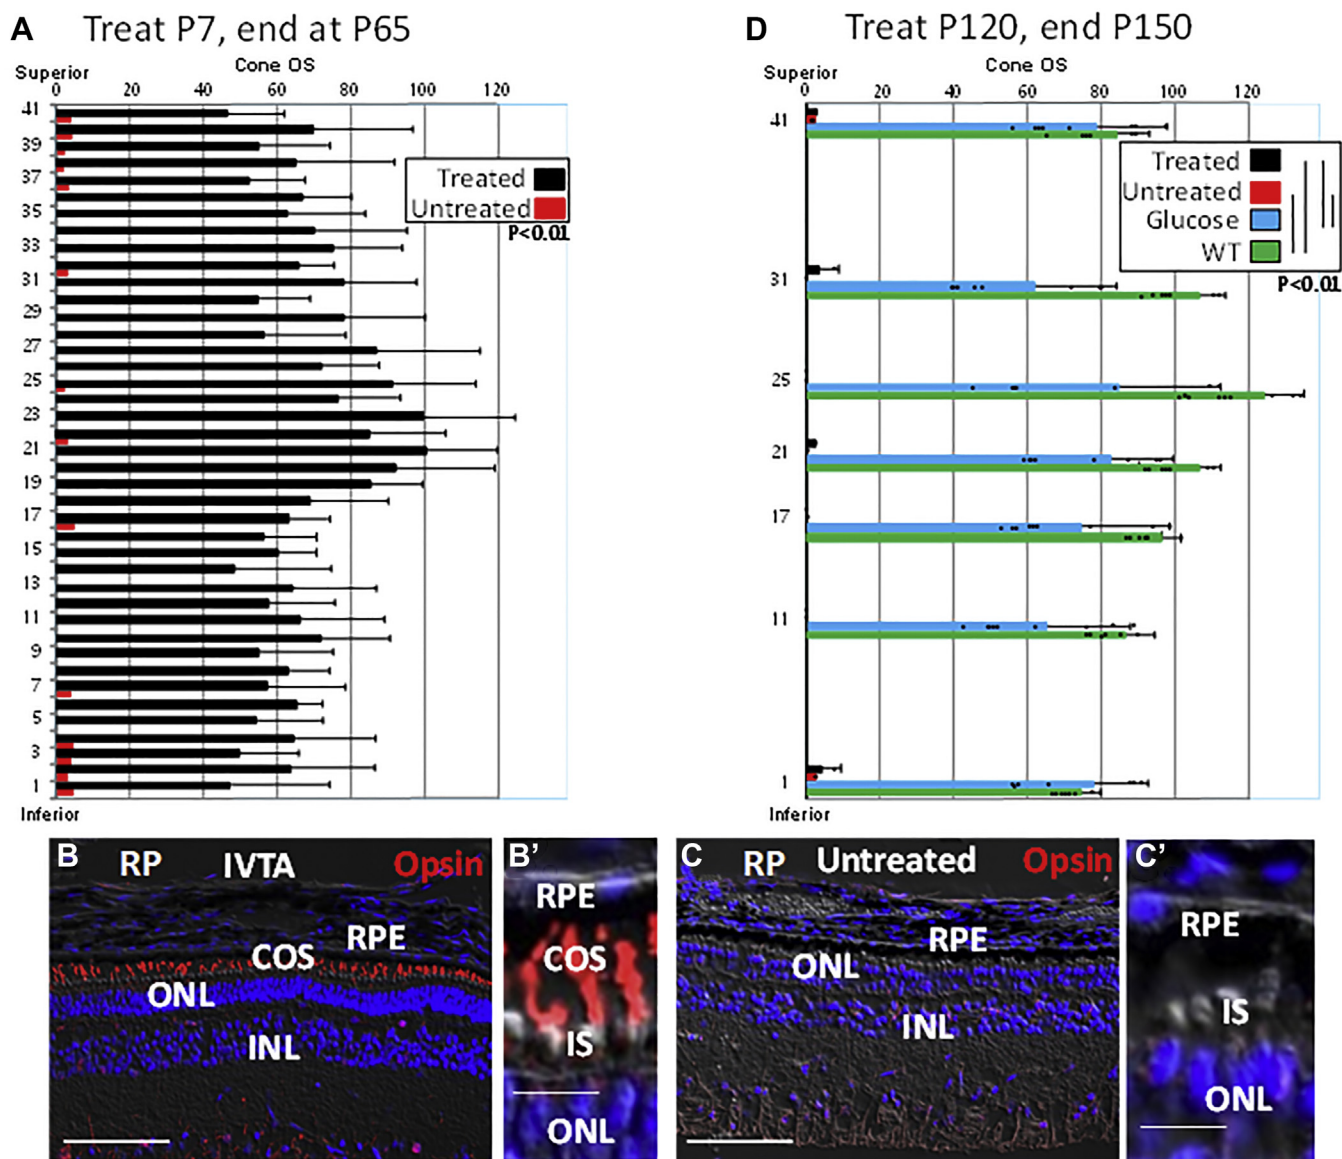 A
Treat P7, end at P65
Cone OS
Superior
0 20 40 60 80 100 120
41
39
37
35
33
31
29
27
25
23
21
19
17
15
13
11
9
7
5
3
1
Inferior
Treated
Untreated
P<0.01
D
Treat P120, end P150
Cone OS
Superior
0 20 40 60 80 100 120
41
31
25
21
17
11
1
Inferior
Treated
Untreated
Glucose
WT
P<0.01
B RP IVTA Opsin
RPE
COS
ONL
INL
B'
RPE
COS
IS
ONL
C RP Untreated Opsin
RPE
ONL
INL
C'
RPE
IS
ONL